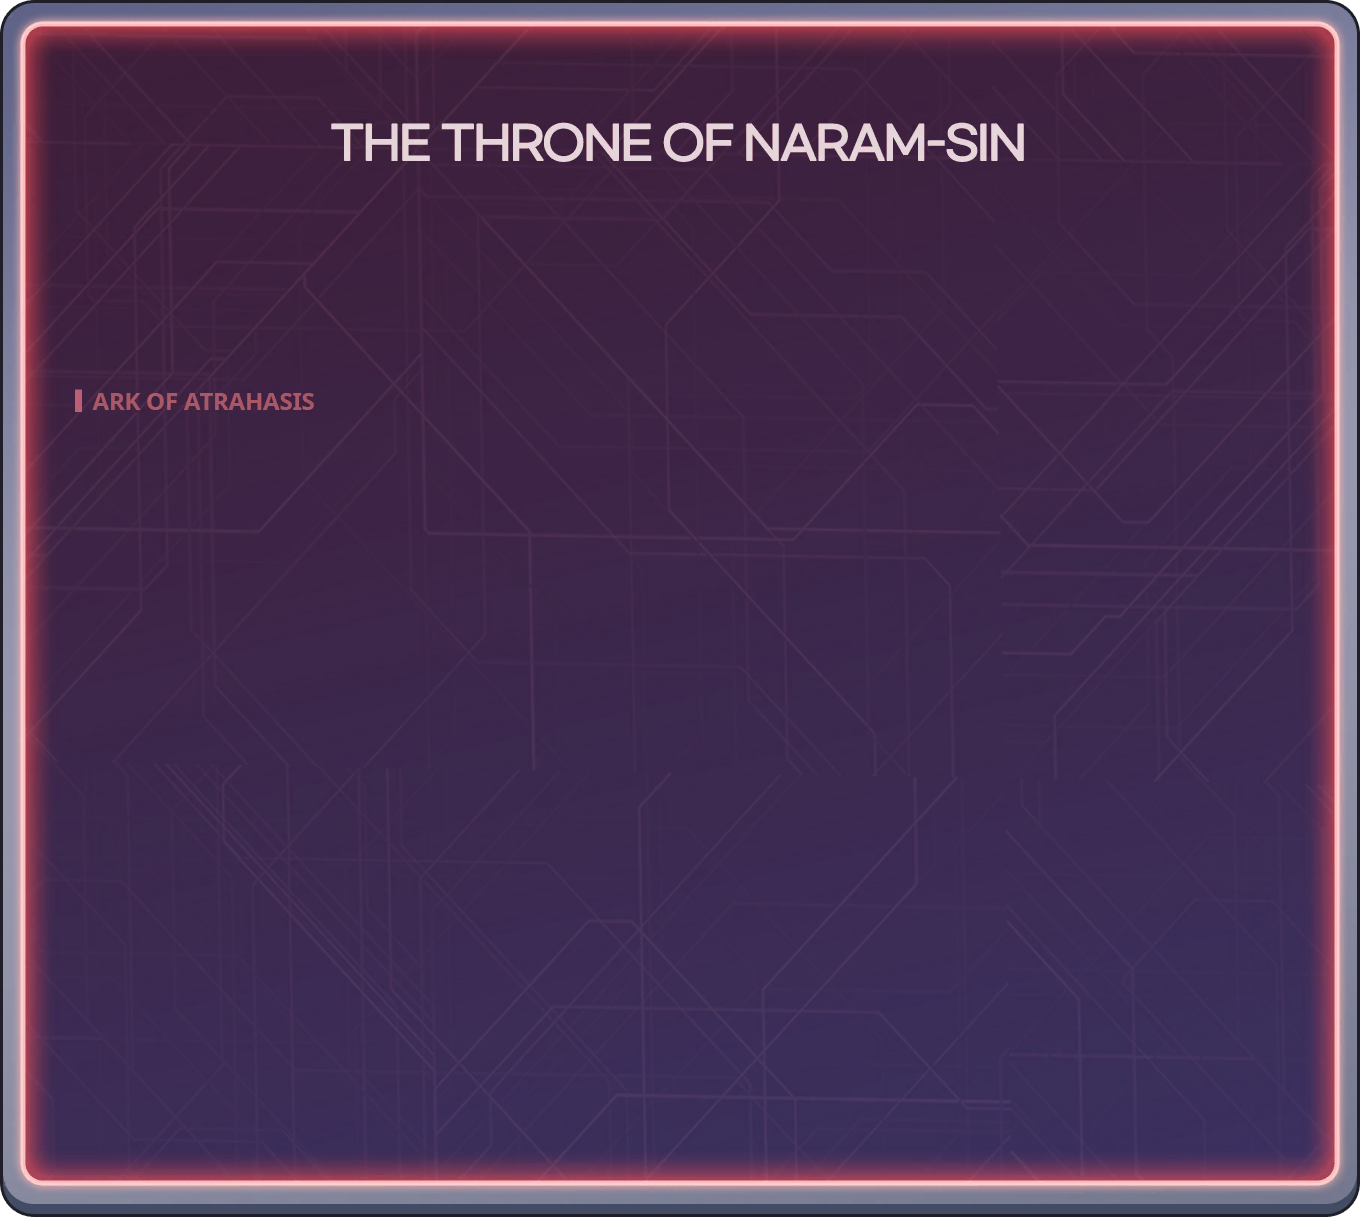 THE THRONE OF NARAM-SIN
ARK OF ATRAHASIS